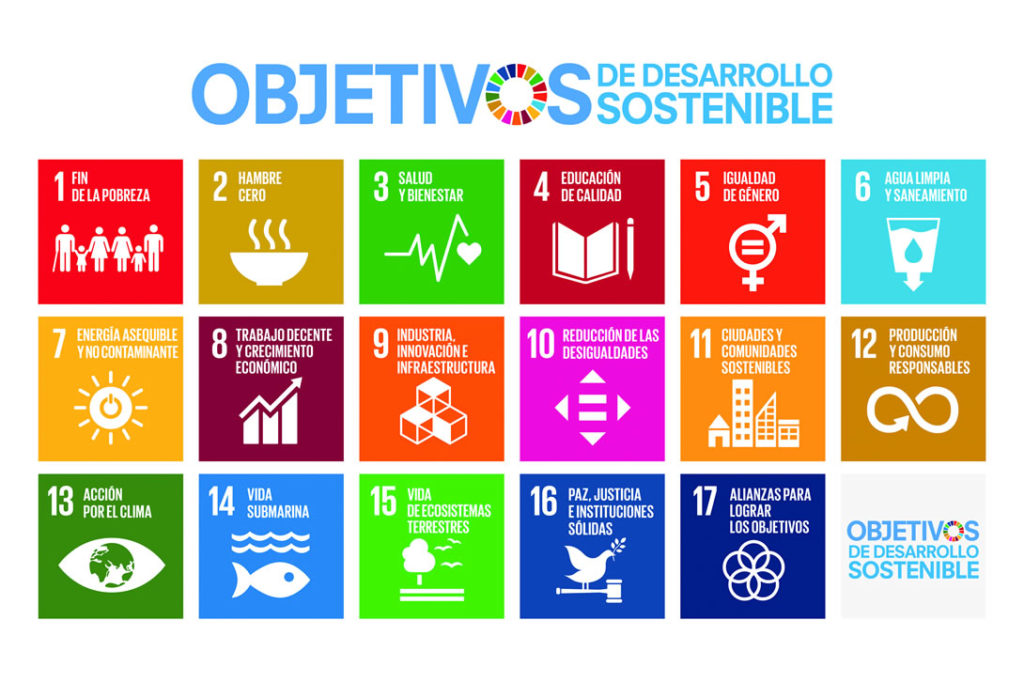 OBJETIVOS DE DESARROLLO
SOSTENIBLE
1 FIN
DE LA POBREZA
2 HAMBRE
CERO
3 SALUD
Y BIENESTAR
4 EDUCACIÓN
DE CALIDAD
5 IGUALDAD
DE GÉNERO
6 AGUA LIMPIA
Y SANEAMIENTO
7 ENERGÍA ASEQUIBLE
Y NO CONTAMINANTE
8 TRABAJO DECENTE
Y CRECIMIENTO
ECONÓMICO
9 INDUSTRIA,
INNOVACIÓN E
INFRAESTRUCTURA
10 REDUCCIÓN DE LAS
DESIGUALDADES
11 CIUDADES Y
COMUNIDADES
SOSTENIBLES
12 PRODUCCIÓN
Y CONSUMO
RESPONSABLES
13 ACCIÓN
POR EL CLIMA
14 VIDA
SUBMARINA
15 VIDA
DE ECOSISTEMAS
TERRESTRES
16 PAZ, JUSTICIA
E INSTITUCIONES
SÓLIDAS
17 ALIANZAS PARA
LOGRAR
LOS OBJETIVOS
OBJETIVOS
DE DESARROLLO
SOSTENIBLE